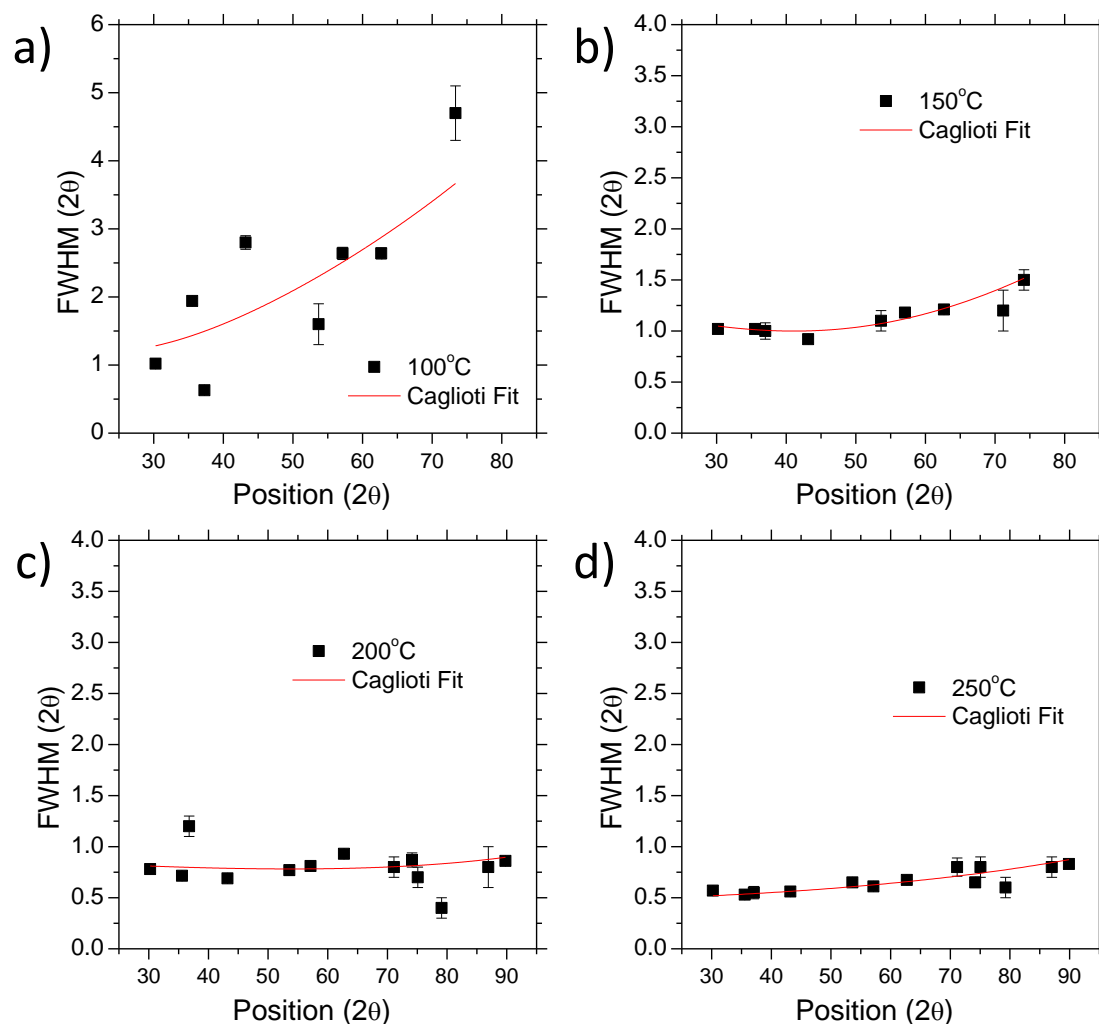 a)
6
5
4
3
2
1
0
FWHM (2θ)
100°C
Caglioti Fit
30 40 50 60 70 80
Position (2θ)
b)
4.0
3.5
3.0
2.5
2.0
1.5
1.0
0.5
0.0
FWHM (2θ)
150°C
Caglioti Fit
30 40 50 60 70 80
Position (2θ)
c)
4.0
3.5
3.0
2.5
2.0
1.5
1.0
0.5
0.0
FWHM (2θ)
200°C
Caglioti Fit
30 40 50 60 70 80 90
Position (2θ)
d)
4.0
3.5
3.0
2.5
2.0
1.5
1.0
0.5
0.0
FWHM (2θ)
250°C
Caglioti Fit
30 40 50 60 70 80 90
Position (2θ)